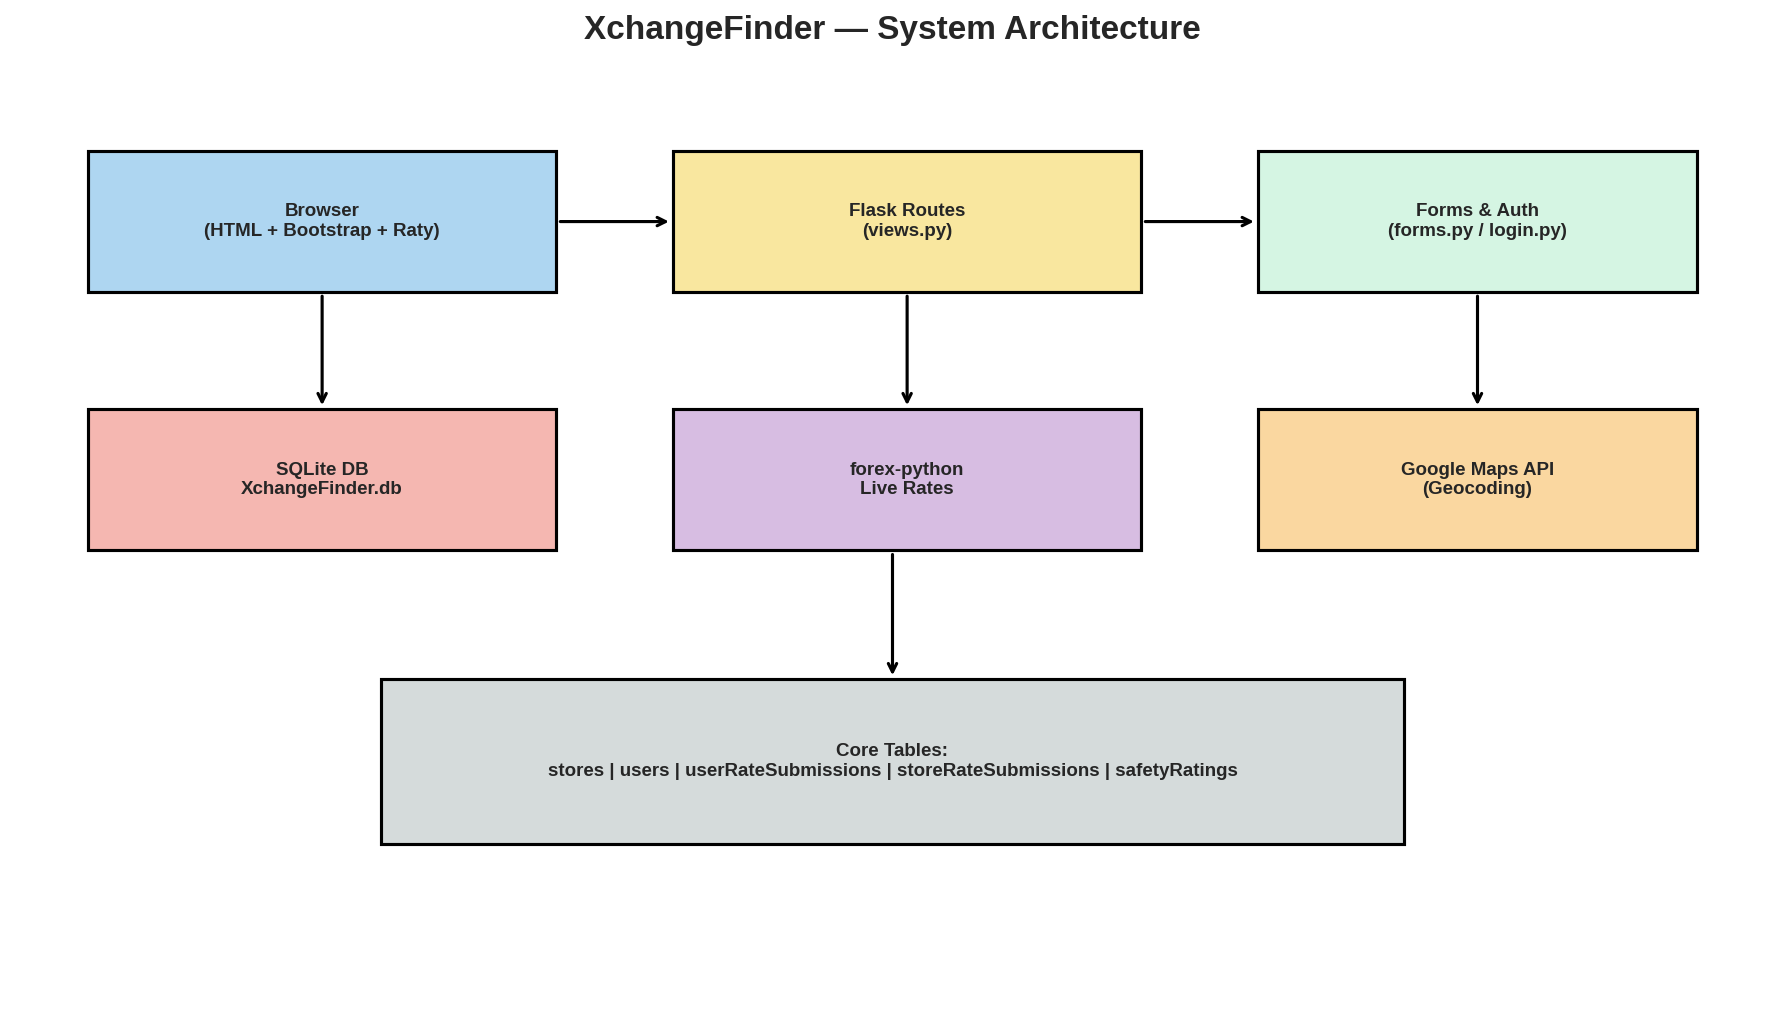 XchangeFinder — System Architecture
Browser
(HTML + Bootstrap + Raty)
Flask Routes
(views.py)
Forms & Auth
(forms.py / login.py)
SQLite DB
XchangeFinder.db
forex-python
Live Rates
Google Maps API
(Geocoding)
Core Tables:
stores | users | userRateSubmissions | storeRateSubmissions | safetyRatings